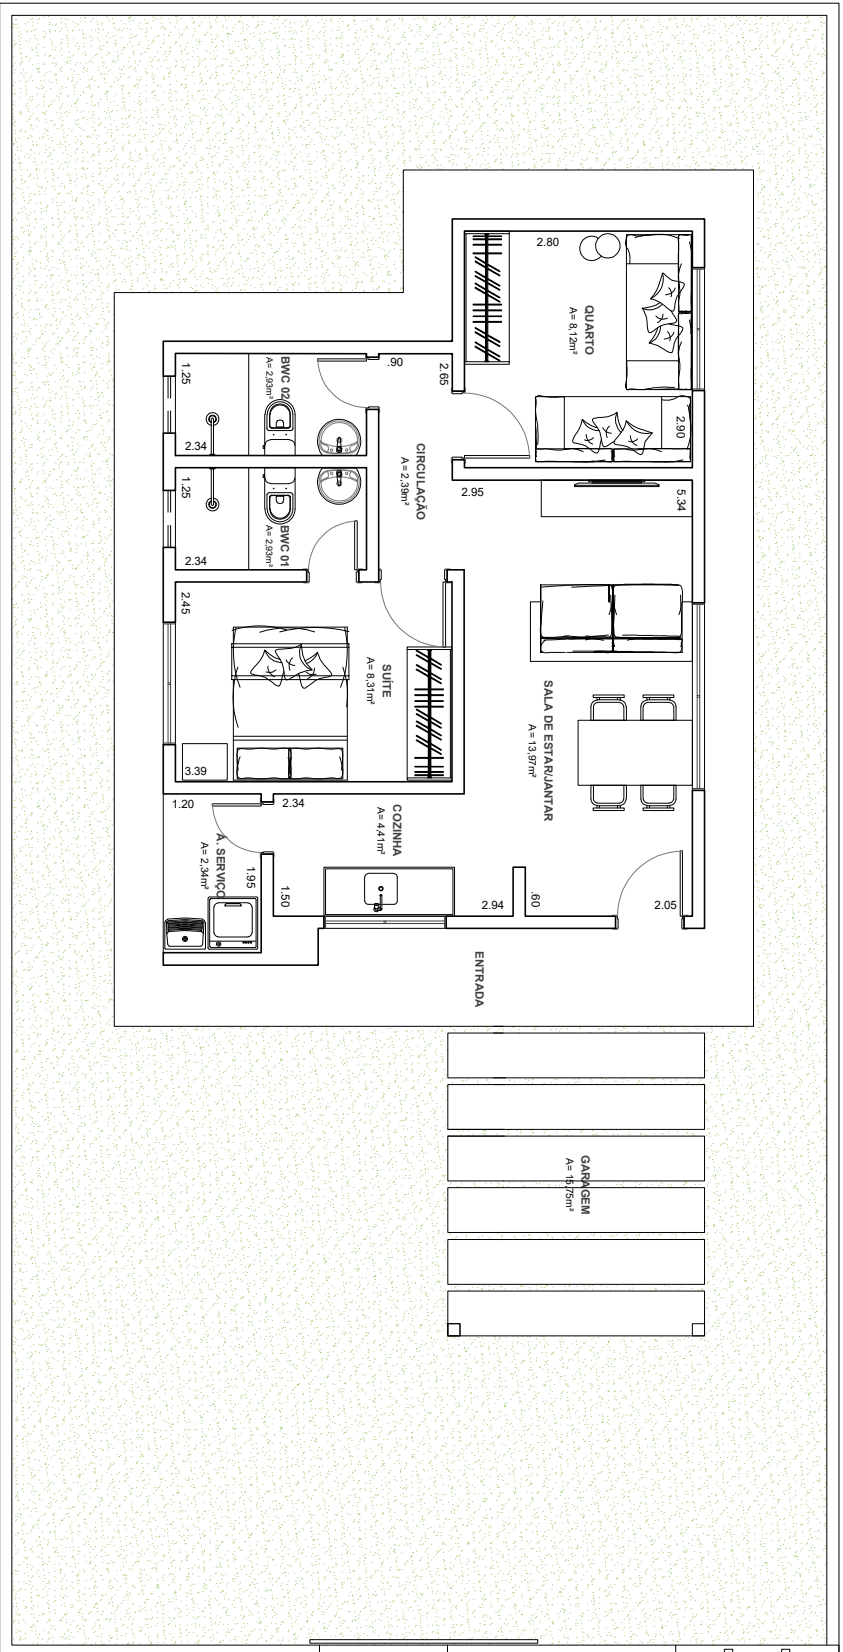 2.80
QUARTO
A= 8,12m²
2.90
1.25
BWC 02
A= 2,93m²
2.34
.90
2.65
CIRCULAÇÃO
A= 2,39m²
2.95
5.34
1.25
BWC 01
A= 2,93m²
2.34
2.45
SUÍTE
A= 8,31m²
3.39
SALA DE ESTAR/JANTAR
A= 13,97m²
1.20
2.34
COZINHA
A= 4,41m²
A. SERVIÇO
A= 2,34m²
1.95
1.50
2.94
.60
2.05
ENTRADA
GARAGEM
A= 15,75m²